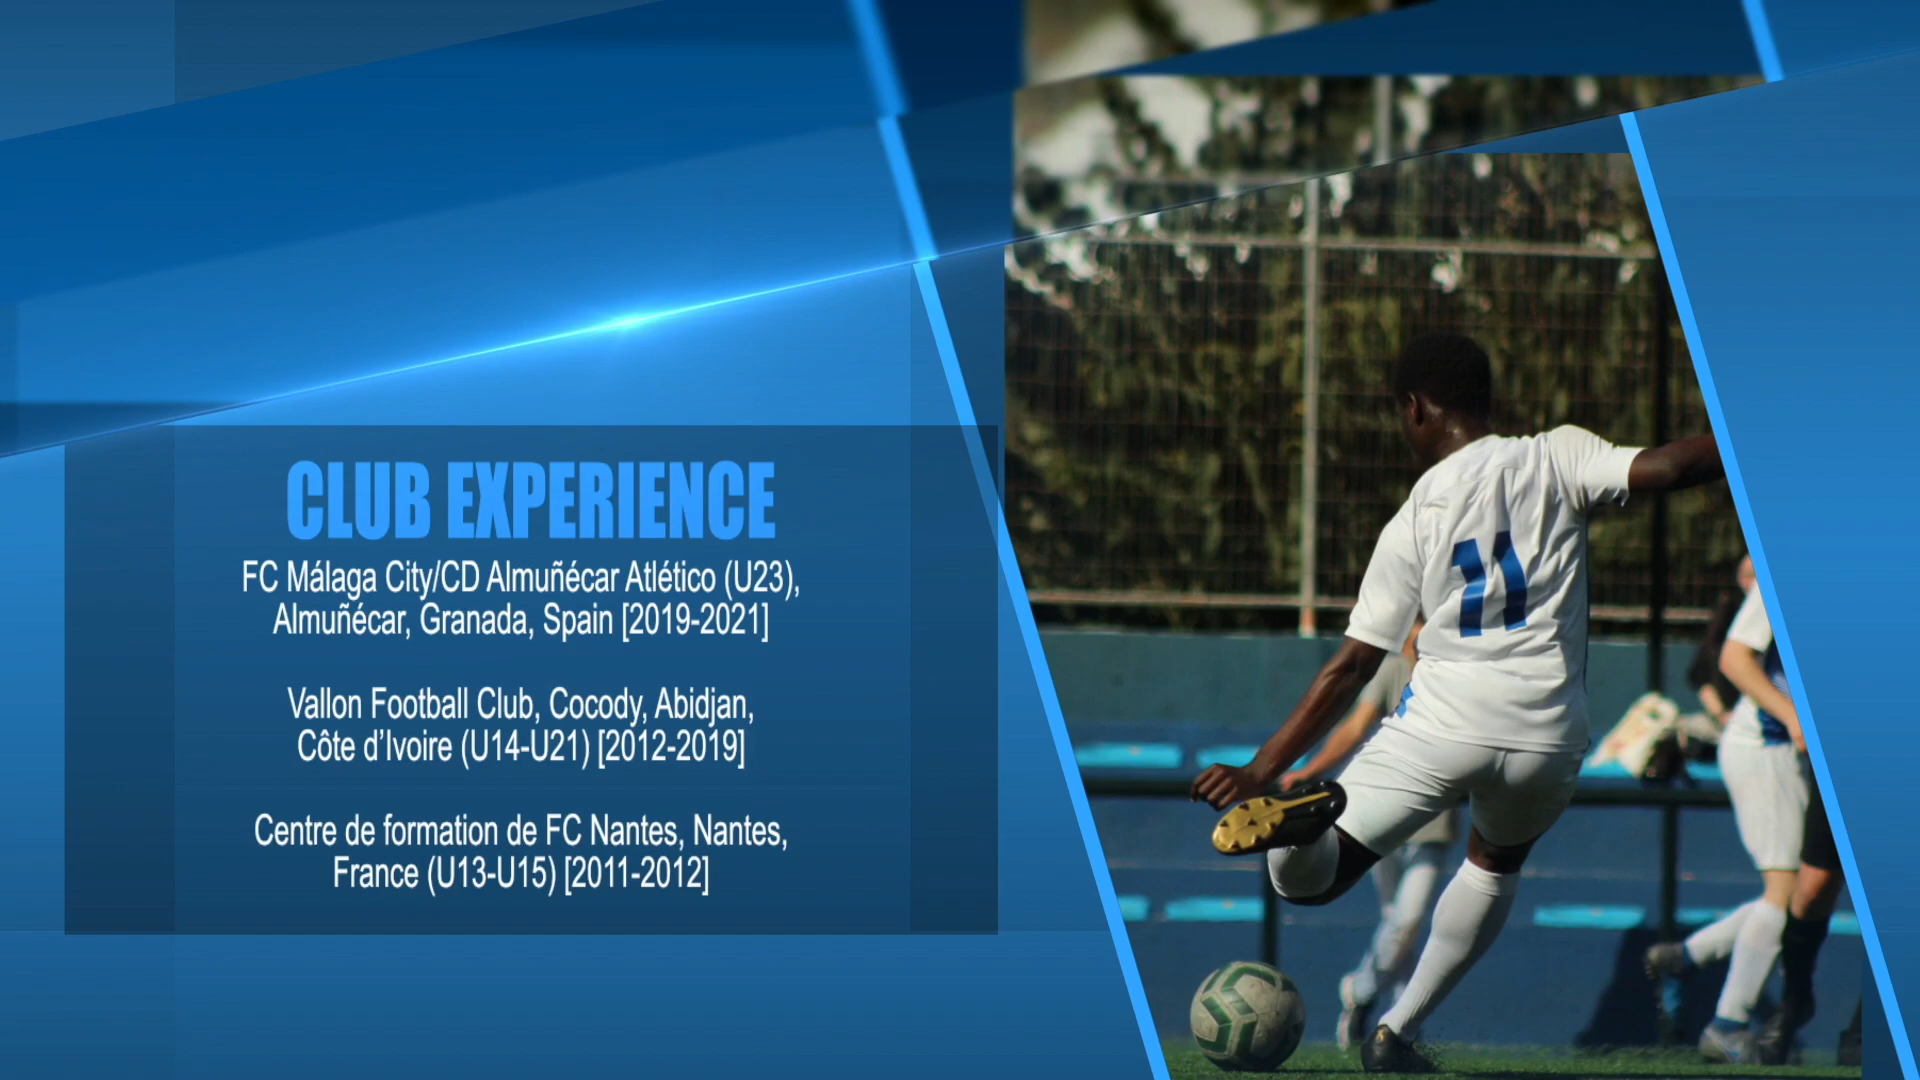 CLUB EXPERIENCE
FC Málaga City/CD Almuñécar Atlético (U23),
Almuñécar, Granada, Spain [2019-2021]
Vallon Football Club, Cocody, Abidjan,
Côte d’Ivoire (U14-U21) [2012-2019]
Centre de formation de FC Nantes, Nantes,
France (U13-U15) [2011-2012]
11